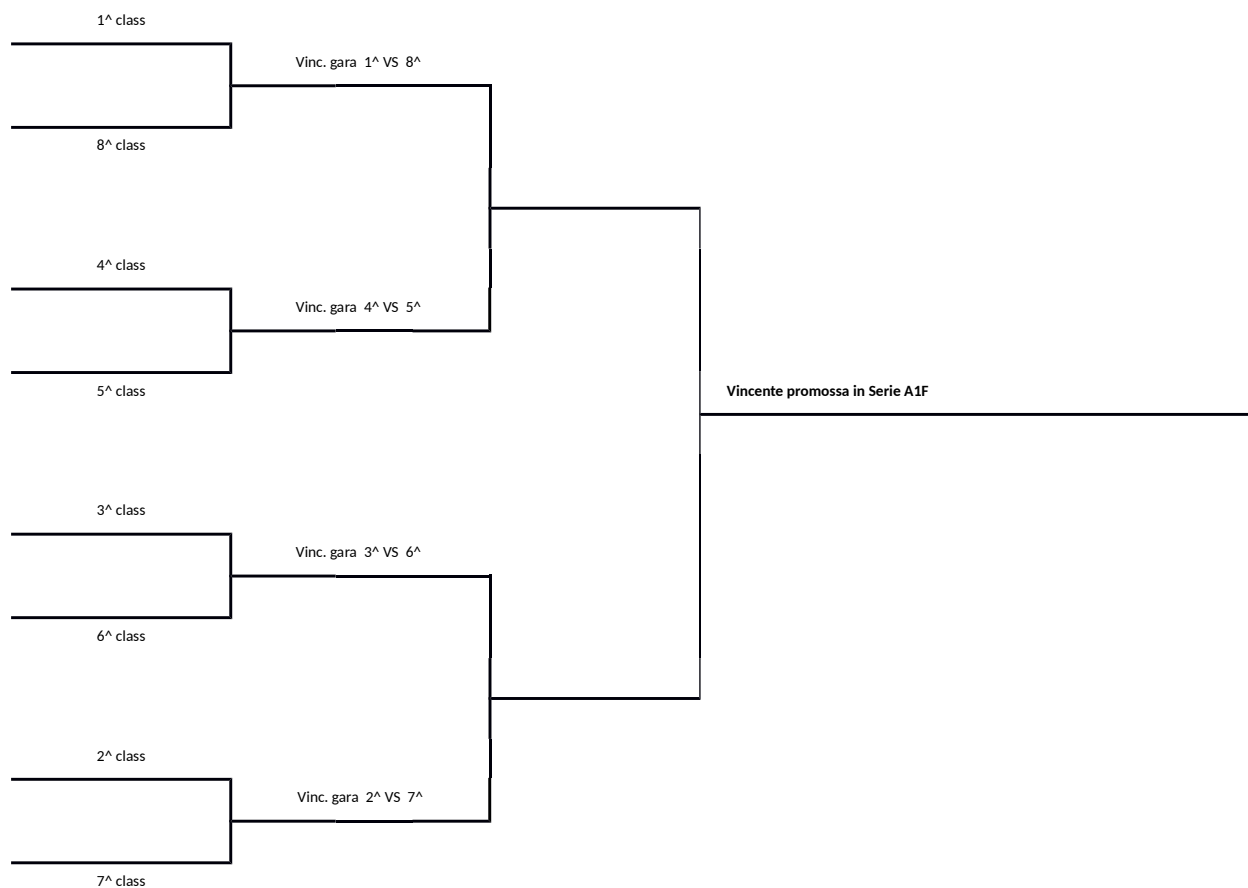 1^ class
Vinc. gara 1^ VS 8^
8^ class
4^ class
Vinc. gara 4^ VS 5^
5^ class
Vincente promossa in Serie A1F
3^ class
Vinc. gara 3^ VS 6^
6^ class
2^ class
Vinc. gara 2^ VS 7^
7^ class